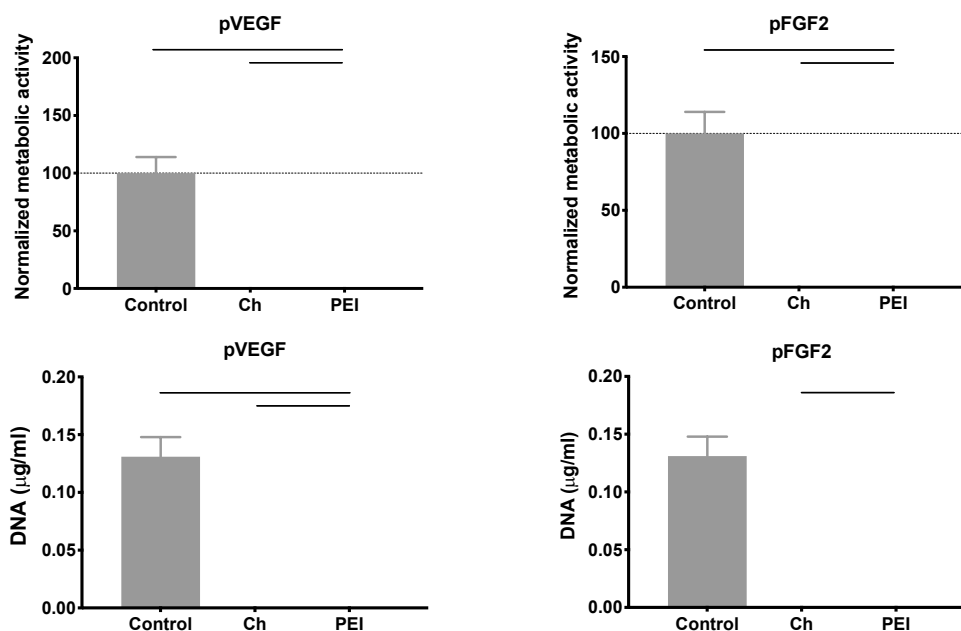 pVEGF
Normalized metabolic activity
200
150
100
50
0
Control Ch PEI
pFGF2
Normalized metabolic activity
150
100
50
0
Control Ch PEI
pVEGF
DNA (μg/ml)
0.20
0.15
0.10
0.05
0.00
Control Ch PEI
pFGF2
DNA (μg/ml)
0.20
0.15
0.10
0.05
0.00
Control Ch PEI